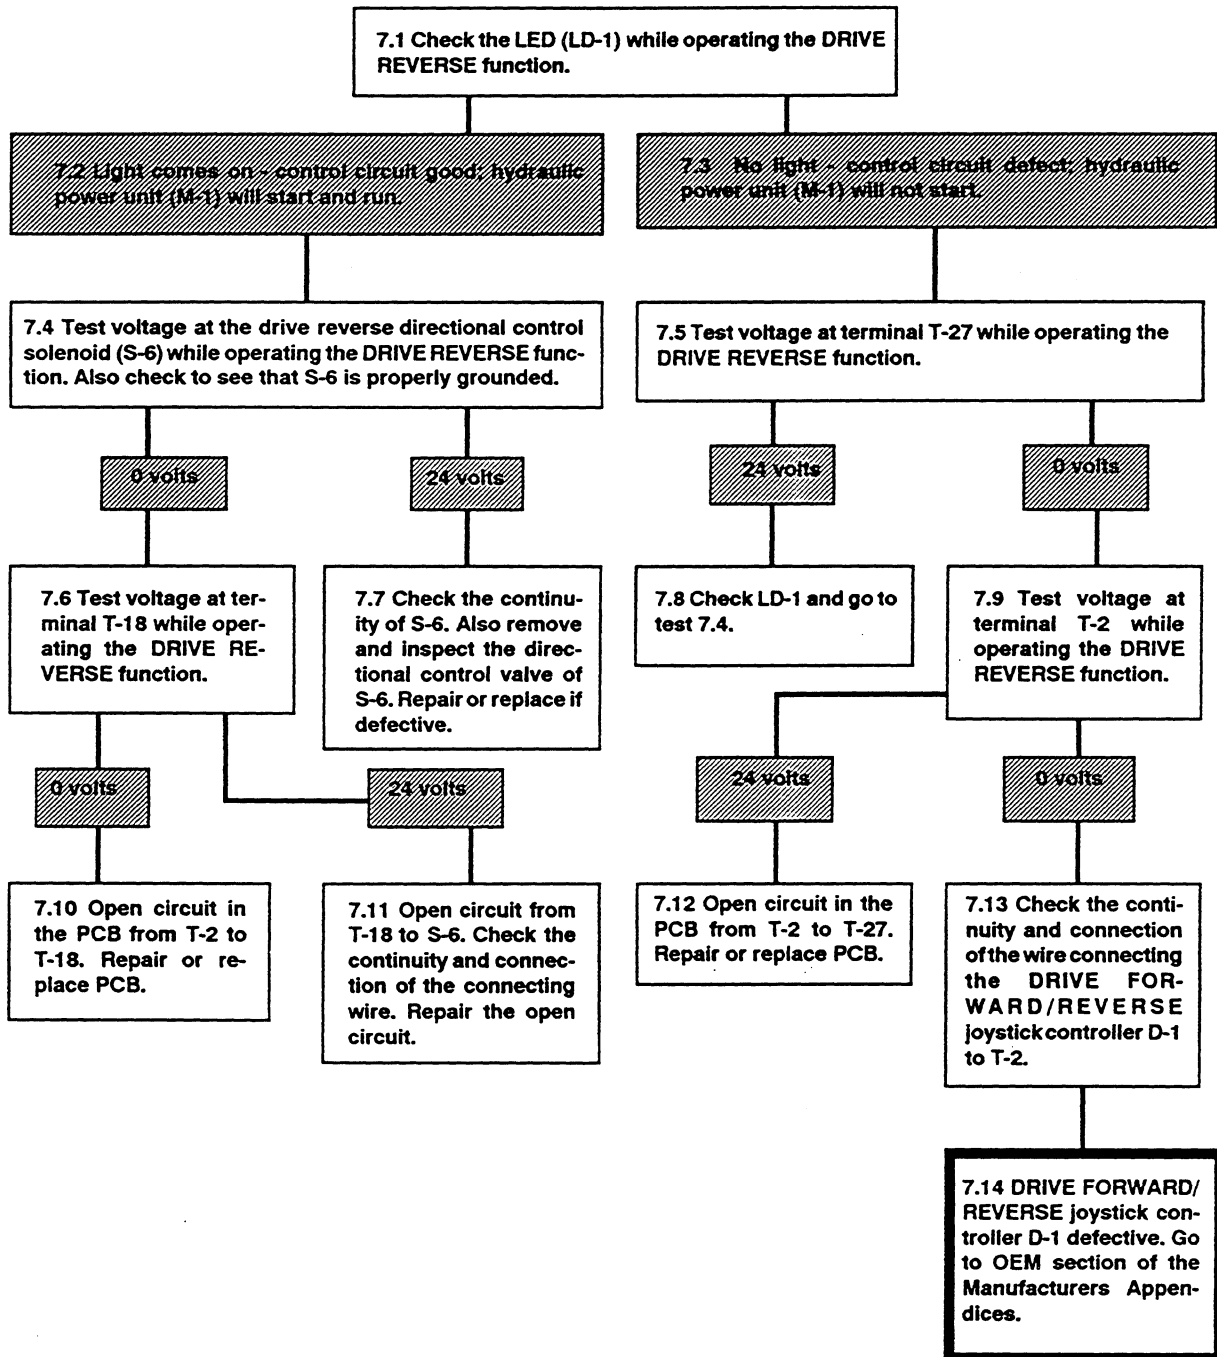 7.1 Check the LED (LD-1) while operating the DRIVE
REVERSE function.
7.2 Light comes on - control circuit good; hydraulic
power unit (M-1) will start and run.
7.3 No light - control circuit defect; hydraulic
power unit (M-1) will not start.
7.4 Test voltage at the drive reverse directional control
solenoid (S-6) while operating the DRIVE REVERSE func-
tion. Also check to see that S-6 is properly grounded.
7.5 Test voltage at terminal T-27 while operating the
DRIVE REVERSE function.
0 volts
24 volts
24 volts
0 volts
7.6 Test voltage at ter-
minal T-18 while oper-
ating the DRIVE RE-
VERSE function.
7.7 Check the continu-
ity of S-6. Also remove
and inspect the direc-
tional control valve of
S-6. Repair or replace if
defective.
7.8 Check LD-1 and go to
test 7.4.
7.9 Test voltage at
terminal T-2 while
operating the DRIVE
REVERSE function.
0 volts
24 volts
24 volts
0 volts
7.10 Open circuit in
the PCB from T-2 to
T-18. Repair or re-
place PCB.
7.11 Open circuit from
T-18 to S-6. Check the
continuity and connec-
tion of the connecting
wire. Repair the open
circuit.
7.12 Open circuit in the
PCB from T-2 to T-27.
Repair or replace PCB.
7.13 Check the conti-
nuity and connection
of the wire connecting
the DRIVE FOR-
WARD/REVERSE
joystick controller D-1
to T-2.
7.14 DRIVE FORWARD/
REVERSE joystick con-
troller D-1 defective. Go
to OEM section of the
Manufacturers Appen-
dices.